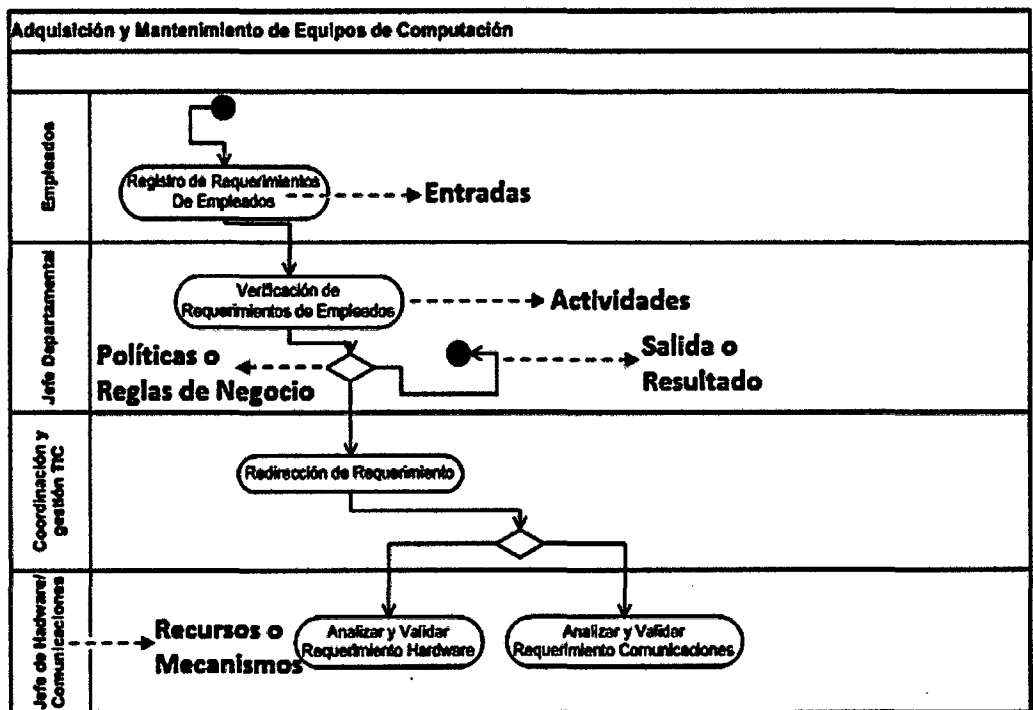 Adquisición y Mantenimiento de Equipos de Computación
Empleados
Registro de Requerimientos
De Empleados
Entradas
Jefe Departamental
Verificación de
Requerimientos de Empleados
Actividades
Políticas o
Reglas de Negocio
Salida o
Resultado
Coordinación y
gestión TIC
Redirección de Requerimiento
Jefe de Hadware/
Comunicaciones
Recursos o
Mecanismos
Analizar y Validar
Requerimiento Hardware
Analizar y Validar
Requerimiento Comunicaciones